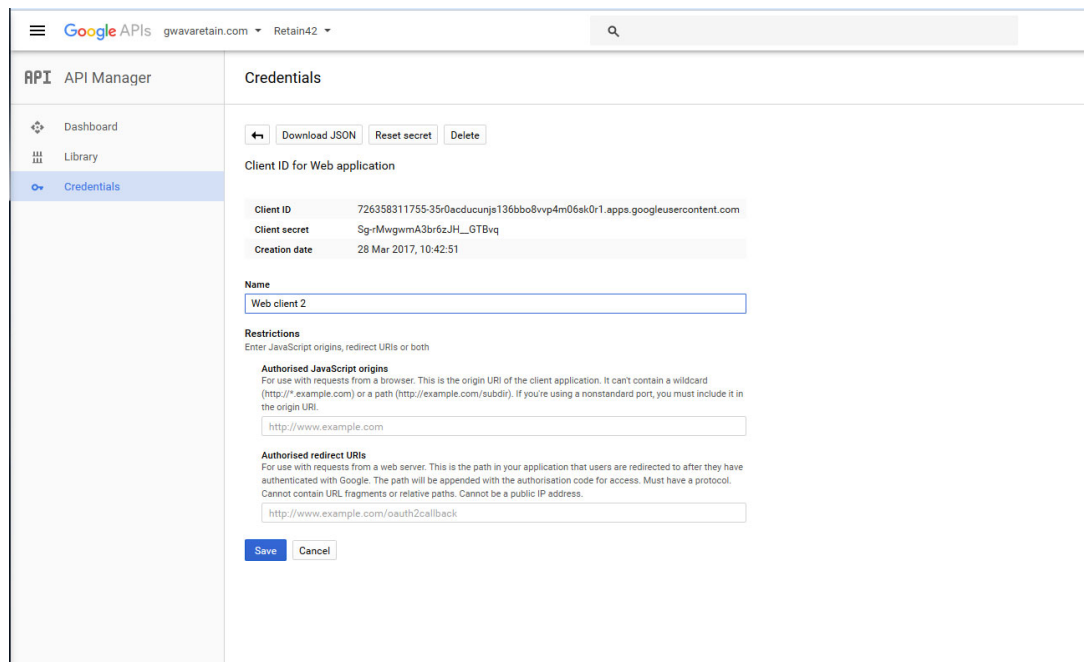 Google APIs gwavaretain.com Retain42
API API Manager
Credentials
Dashboard
Library
Credentials
Download JSON Reset secret Delete
Client ID for Web application
Client ID 726358311755-35r0acducunjs136bbo8vvp4m06sk0r1.apps.googleusercontent.com
Client secret Sg-rMwgwmA3br6zJH__GTBvq
Creation date 28 Mar 2017, 10:42:51
Name
Web client 2
Restrictions
Enter JavaScript origins, redirect URIs or both
Authorised JavaScript origins
For use with requests from a browser. This is the origin URI of the client application. It can't contain a wildcard
(http://*.example.com) or a path (http://example.com/subdir). If you're using a nonstandard port, you must include it in
the origin URI.
http://www.example.com
Authorised redirect URIs
For use with requests from a web server. This is the path in your application that users are redirected to after they have
authenticated with Google. The path will be appended with the authorisation code for access. Must have a protocol.
Cannot contain URL fragments or relative paths. Cannot be a public IP address.
http://www.example.com/oauth2callback
Save Cancel